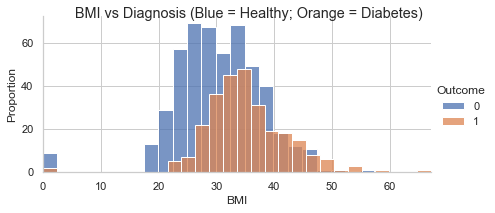 BMI vs Diagnosis (Blue = Healthy; Orange = Diabetes)
60
40
20
0
Proportion
0 10 20 30 40 50 60
BMI
Outcome
0
1